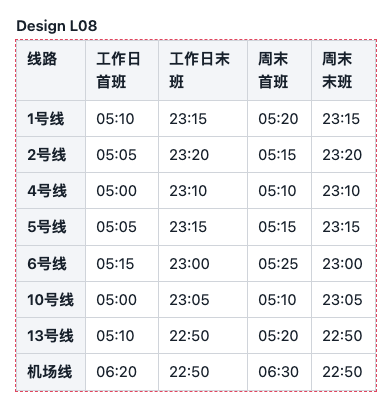 Design L08
线路 工作日首班 工作日末班 周末首班 周末末班
1号线 05:10 23:15 05:20 23:15
2号线 05:05 23:20 05:15 23:20
4号线 05:00 23:10 05:10 23:10
5号线 05:05 23:15 05:15 23:15
6号线 05:15 23:00 05:25 23:00
10号线 05:00 23:05 05:10 23:05
13号线 05:10 22:50 05:20 22:50
机场线 06:20 22:50 06:30 22:50